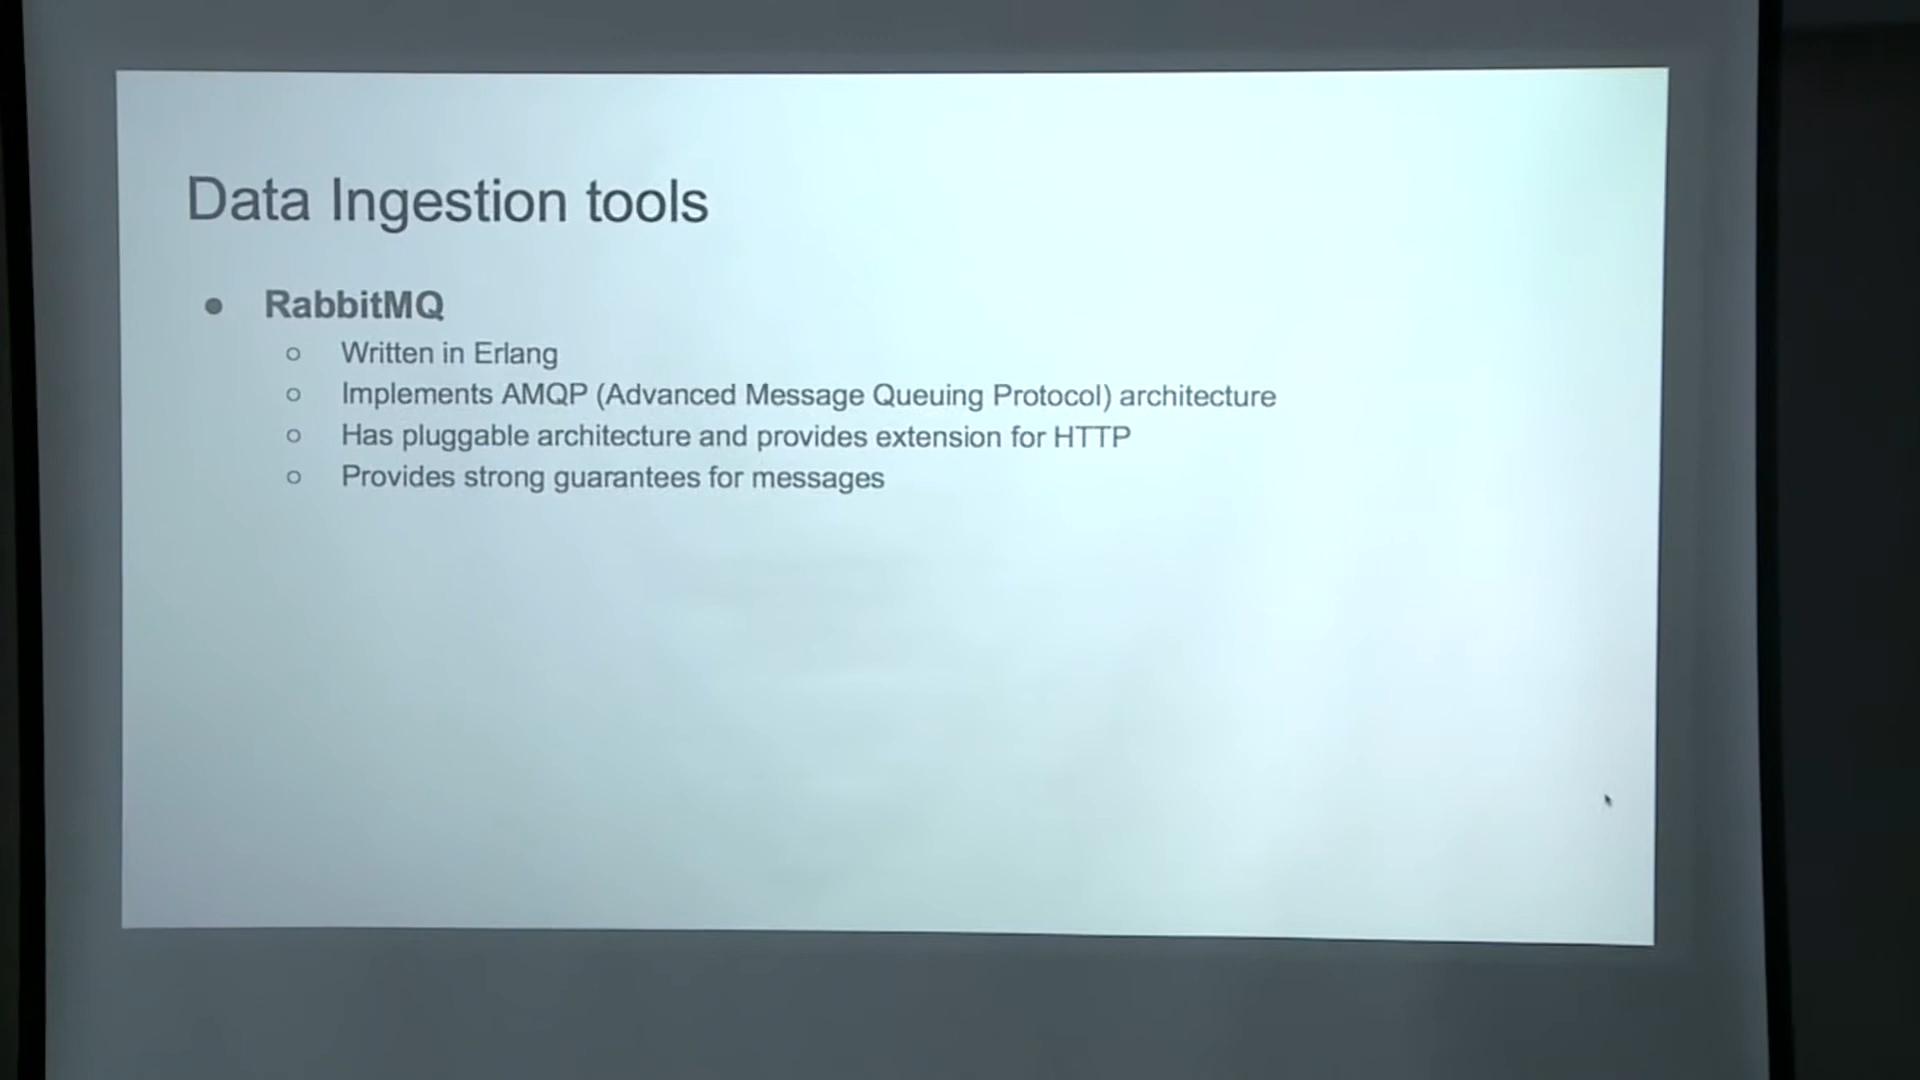 Data Ingestion tools
● RabbitMQ
○ Written in Erlang
○ Implements AMQP (Advanced Message Queuing Protocol) architecture
○ Has pluggable architecture and provides extension for HTTP
○ Provides strong guarantees for messages